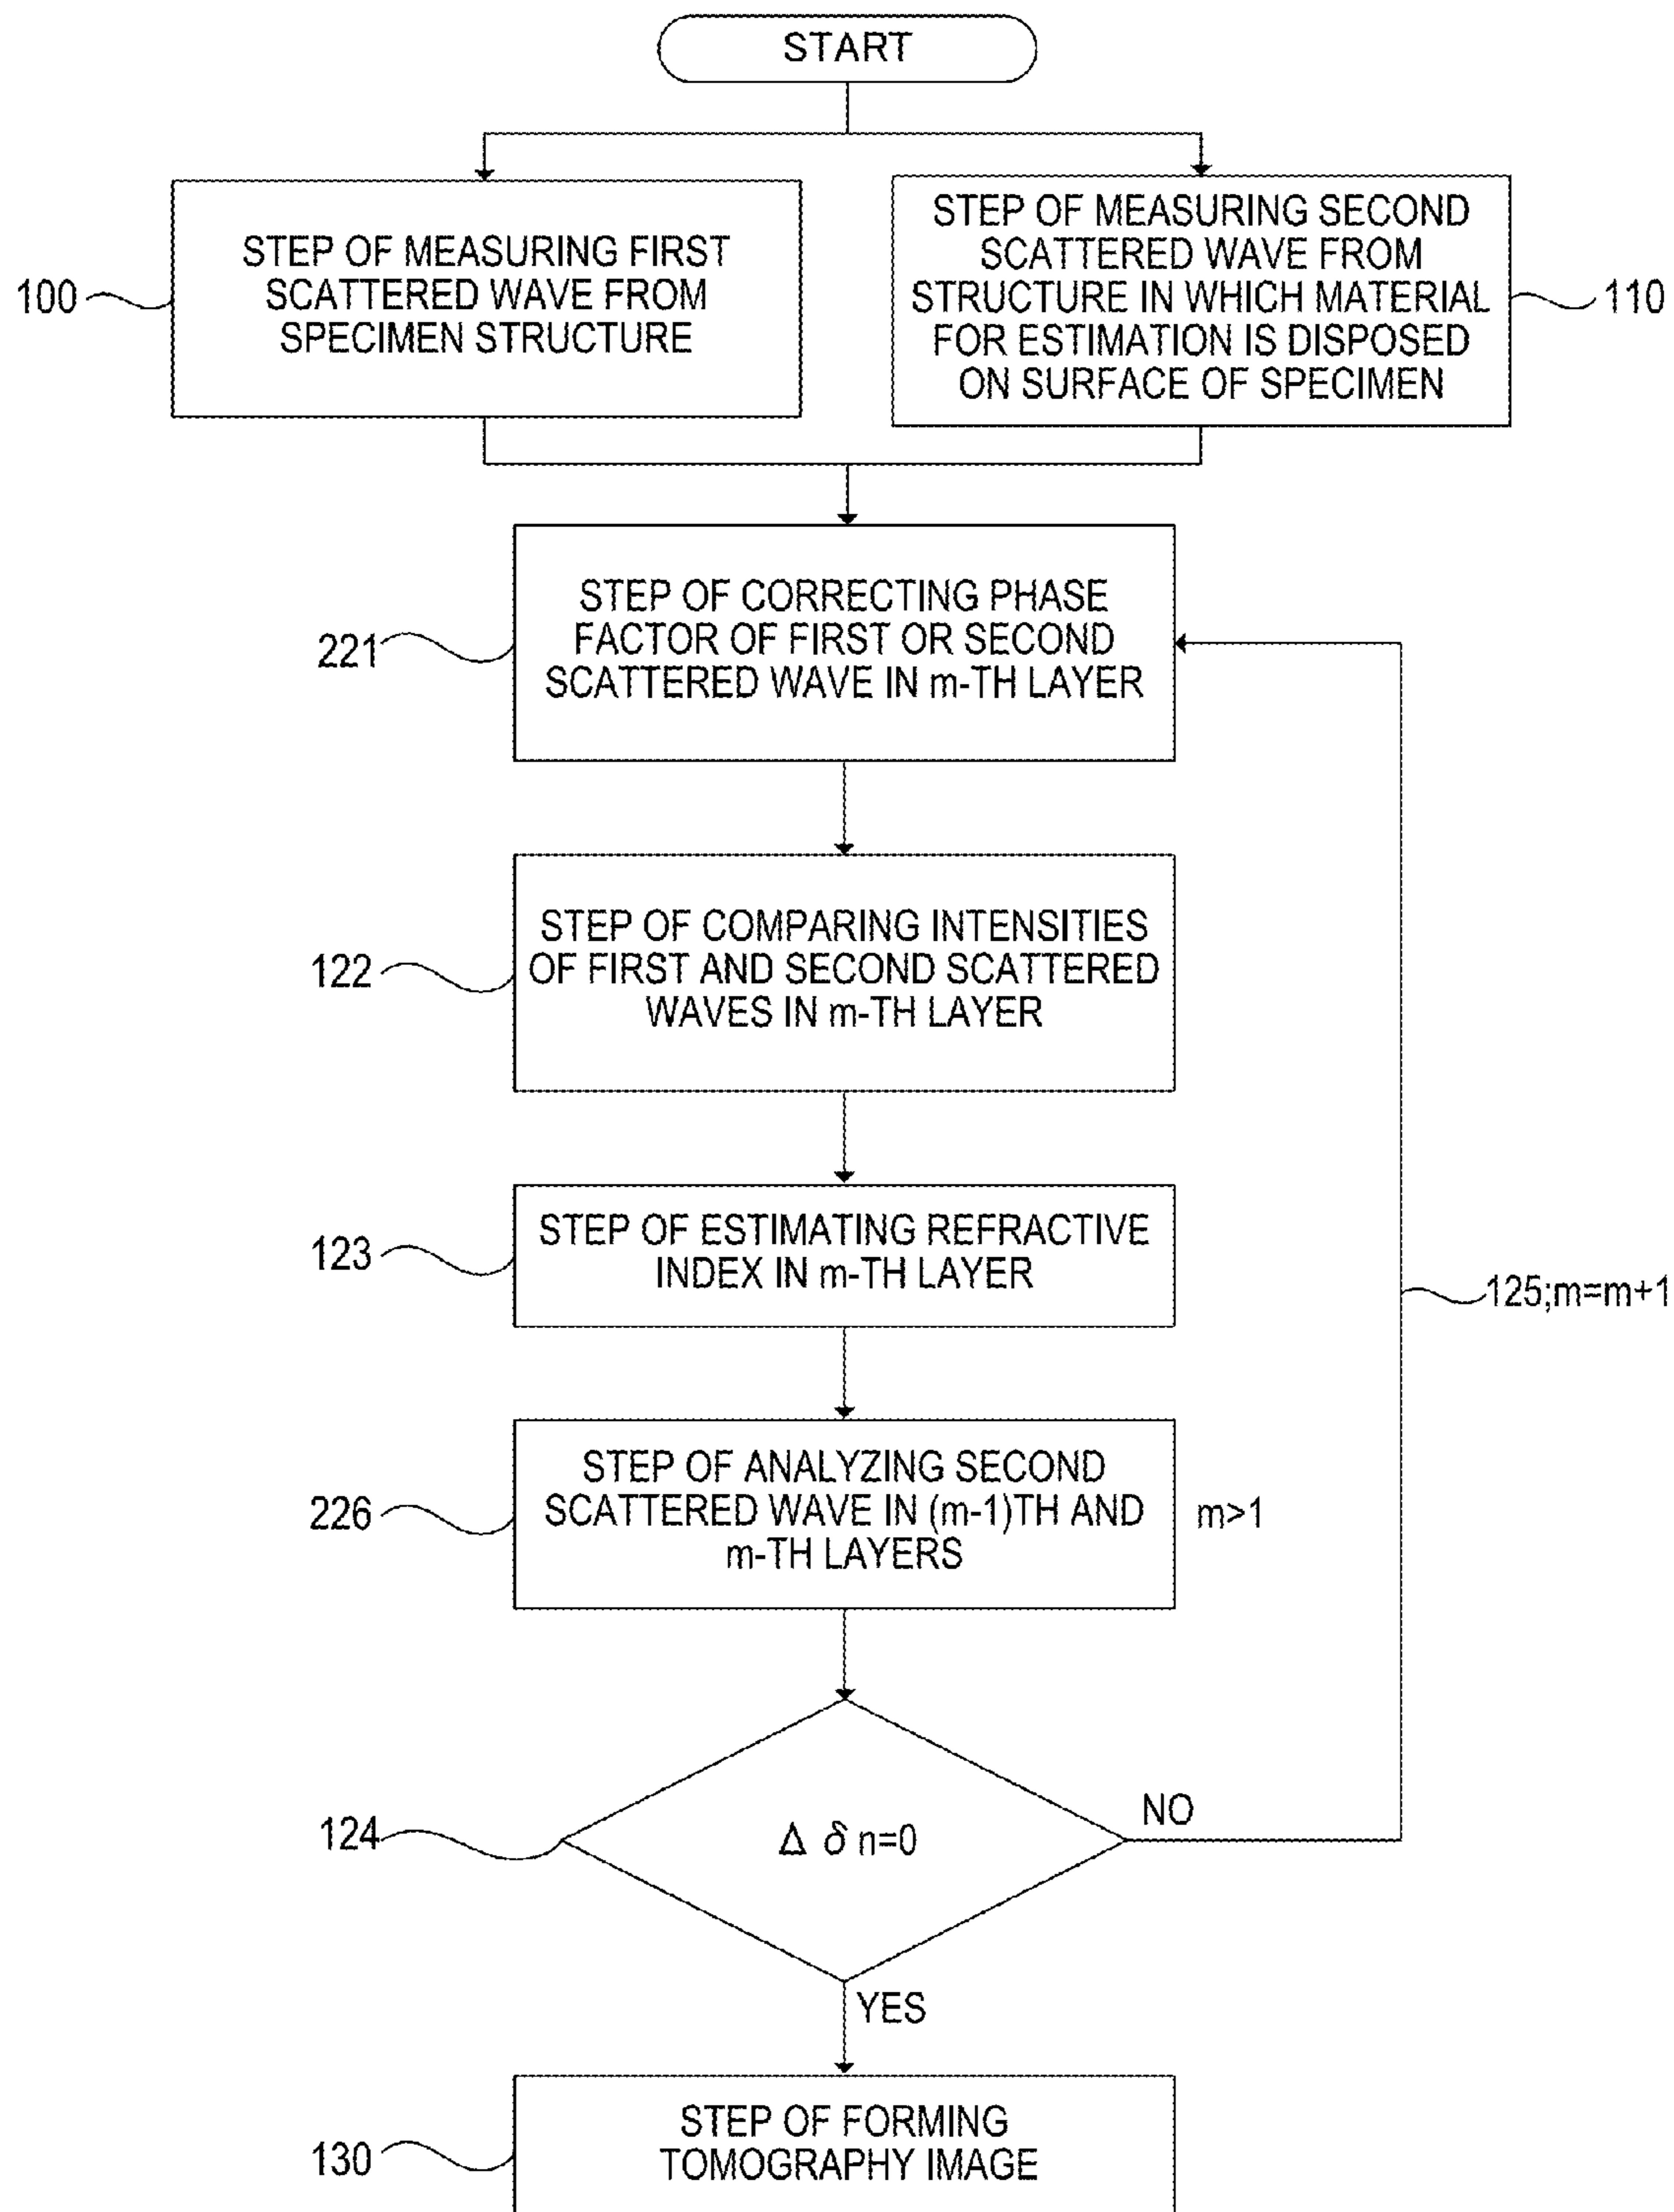 START
STEP OF MEASURING FIRST
SCATTERED WAVE FROM
SPECIMEN STRUCTURE
100
STEP OF MEASURING SECOND
SCATTERED WAVE FROM
STRUCTURE IN WHICH MATERIAL
FOR ESTIMATION IS DISPOSED
ON SURFACE OF SPECIMEN
110
STEP OF CORRECTING PHASE
FACTOR OF FIRST OR SECOND
SCATTERED WAVE IN m-TH LAYER
221
STEP OF COMPARING INTENSITIES
OF FIRST AND SECOND SCATTERED
WAVES IN m-TH LAYER
122
STEP OF ESTIMATING REFRACTIVE
INDEX IN m-TH LAYER
123
125;m=m+1
STEP OF ANALYZING SECOND
SCATTERED WAVE IN (m-1)TH AND
m-TH LAYERS
226
m>1
124
Δ δ n=0
NO
YES
STEP OF FORMING
TOMOGRAPHY IMAGE
130